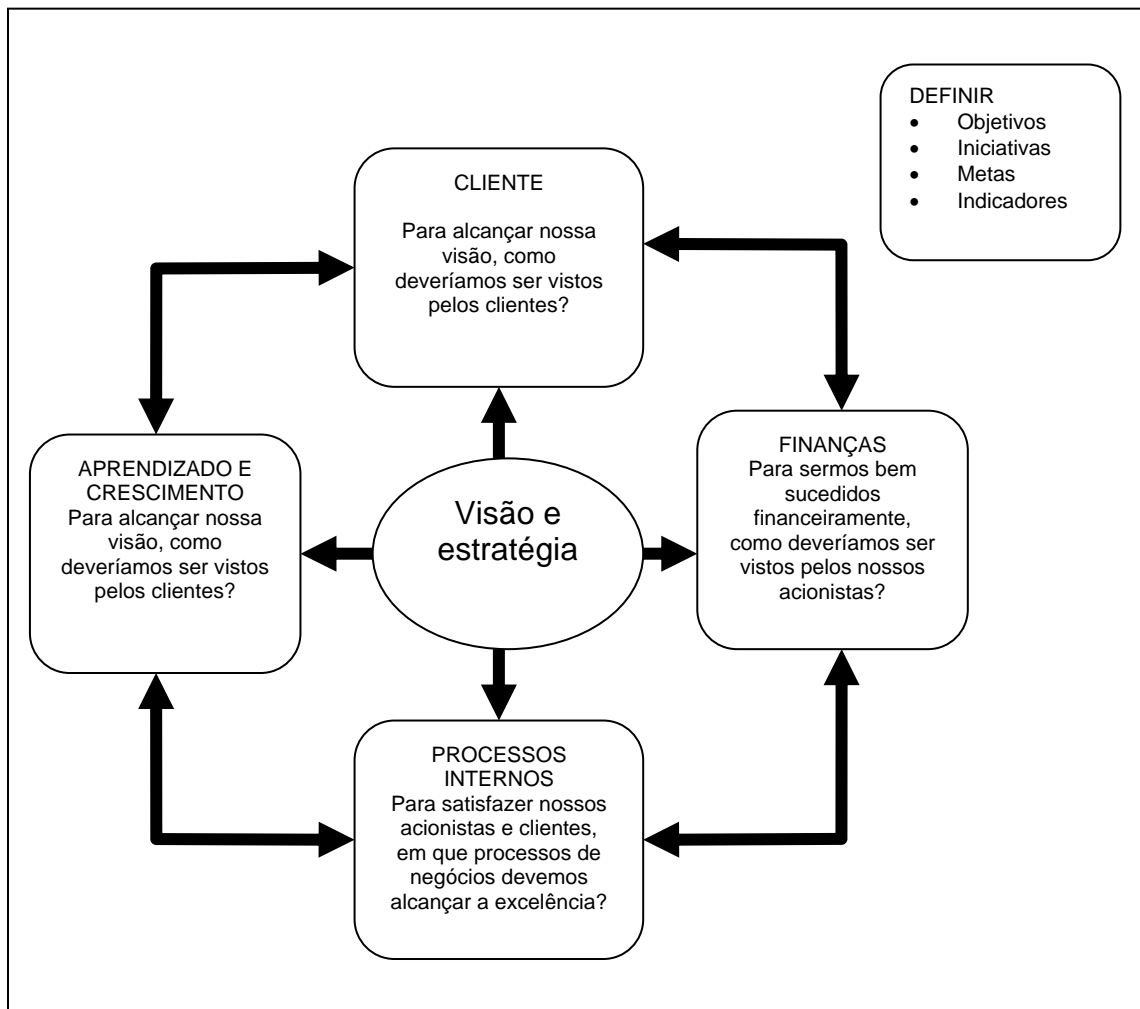 DEFINIR
• Objetivos
• Iniciativas
• Metas
• Indicadores
CLIENTE
Para alcançar nossa
visão, como
deveríamos ser vistos
pelos clientes?
APRENDIZADO E
CRESCIMENTO
Para alcançar nossa
visão, como
deveríamos ser vistos
pelos clientes?
Visão e
estratégia
FINANÇAS
Para sermos bem
sucedidos
financeiramente,
como deveríamos ser
vistos pelos nossos
acionistas?
PROCESSOS
INTERNOS
Para satisfazer nossos
acionistas e clientes,
em que processos de
negócios devemos
alcançar a excelência?